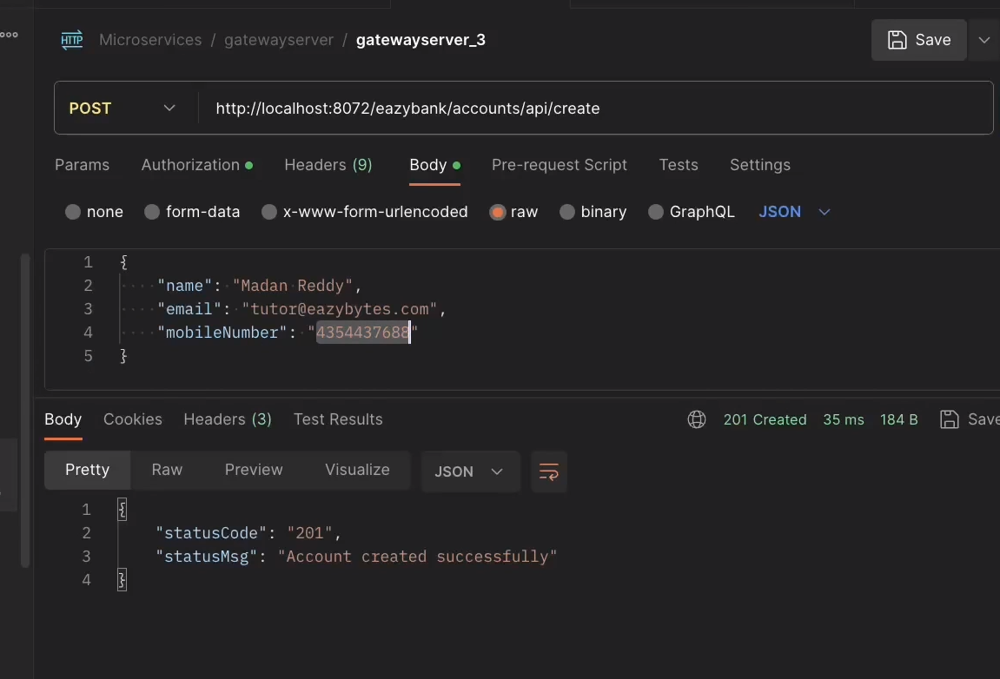 HTTP Microservices / gatewayserver / gatewayserver_3 Save
POST http://localhost:8072/eazybank/accounts/api/create
Params Authorization Headers (9) Body Pre-request Script Tests Settings
none form-data x-www-form-urlencoded raw binary GraphQL JSON
1 {
2 "name": "Madan Reddy",
3 "email": "tutor@eazybytes.com",
4 "mobileNumber": "4354437688"
5 }
Body Cookies Headers (3) Test Results 201 Created 35 ms 184 B Save
Pretty Raw Preview Visualize JSON
1 {
2 "statusCode": "201",
3 "statusMsg": "Account created successfully"
4 }